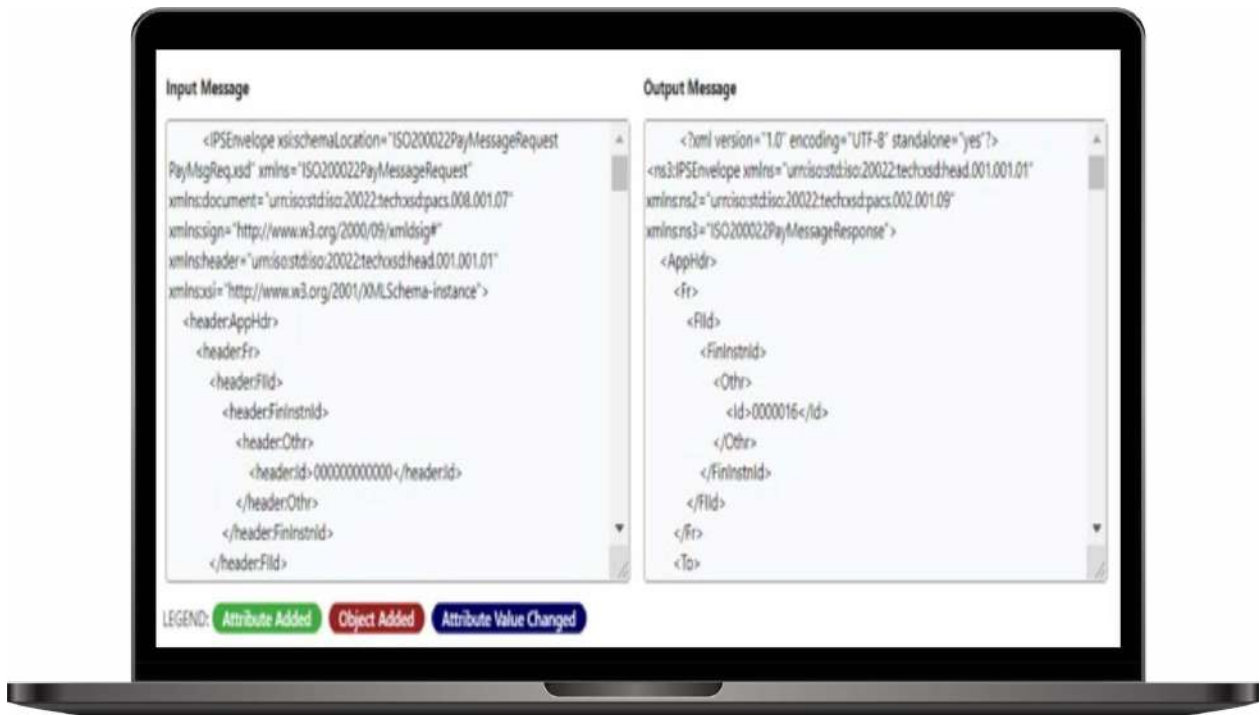 Input Message
<IPSEnvelope xsi:schemaLocation="ISO200022PayMessageRequest
PayMsgReq.xsd" xmlns="ISO200022PayMessageRequest"
xmlns:document="urn:iso:std:iso:20022:tech:xsd:pacs.008.001.07"
xmlns:sign="http://www.w3.org/2000/09/xmldsig#"
xmlns:header="urn:iso:std:iso:20022:tech:xsd:head.001.001.01"
xmlns:xsi="http://www.w3.org/2001/XMLSchema-instance">
<header:AppHdr>
<header:Fr>
<header:FIId>
<header:FinInstnId>
<header:Othr>
<header:Id>000000000000</header:Id>
</header:Othr>
</header:FinInstnId>
</header:FIId>
Output Message
<?xml version="1.0" encoding="UTF-8" standalone="yes"?>
<ns3:IPSEnvelope xmlns="urn:iso:std:iso:20022:tech:xsd:head.001.001.01"
xmlns:ns2="urn:iso:std:iso:20022:tech:xsd:pacs.002.001.09"
xmlns:ns3="ISO200022PayMessageResponse">
<AppHdr>
<Fr>
<FIId>
<FinInstnId>
<Othr>
<Id>0000016</Id>
</Othr>
</FinInstnId>
</FIId>
</Fr>
<To>
LEGEND: Attribute Added Object Added Attribute Value Changed